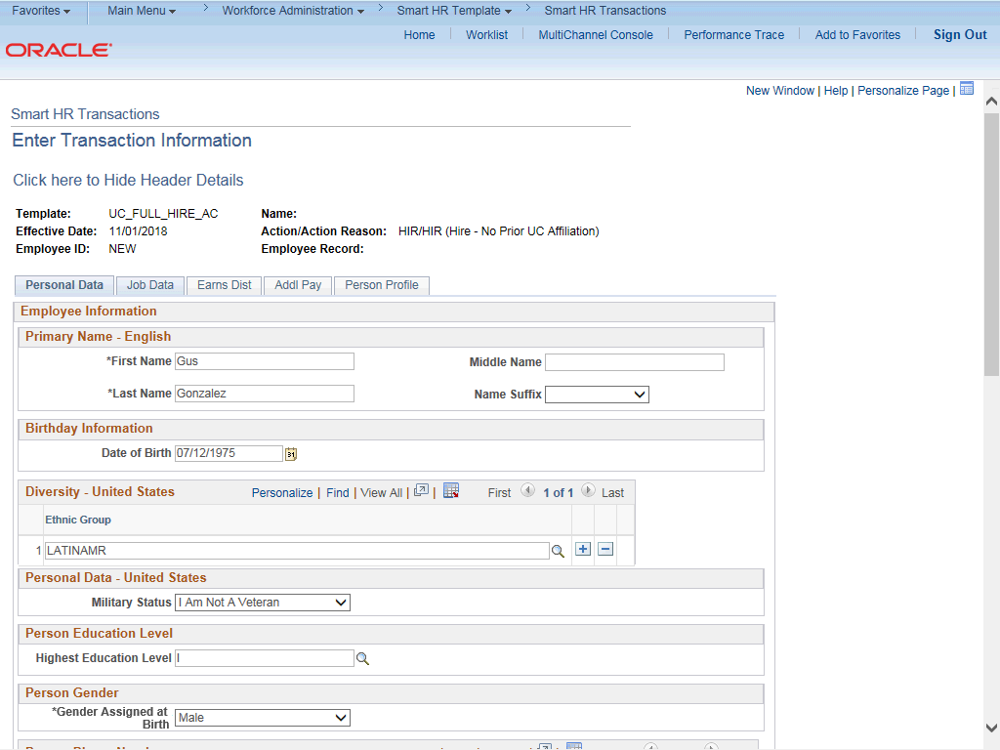 Favorites Main Menu > Workforce Administration > Smart HR Template > Smart HR Transactions
Home Worklist MultiChannel Console Performance Trace Add to Favorites Sign Out
ORACLE
New Window | Help | Personalize Page |
Smart HR Transactions
Enter Transaction Information
Click here to Hide Header Details
Template: UC_FULL_HIRE_AC Name:
Effective Date: 11/01/2018 Action/Action Reason: HIR/HIR (Hire - No Prior UC Affiliation)
Employee ID: NEW Employee Record:
Personal Data Job Data Earns Dist Addl Pay Person Profile
Employee Information
Primary Name - English
*First Name Gus Middle Name
*Last Name Gonzalez Name Suffix
Birthday Information
Date of Birth 07/12/1975 31
Diversity - United States Personalize | Find | View All | | First 1 of 1 Last
Ethnic Group
1 LATINAMR
Personal Data - United States
Military Status I Am Not A Veteran
Person Education Level
Highest Education Level I
Person Gender
*Gender Assigned at
Birth Male